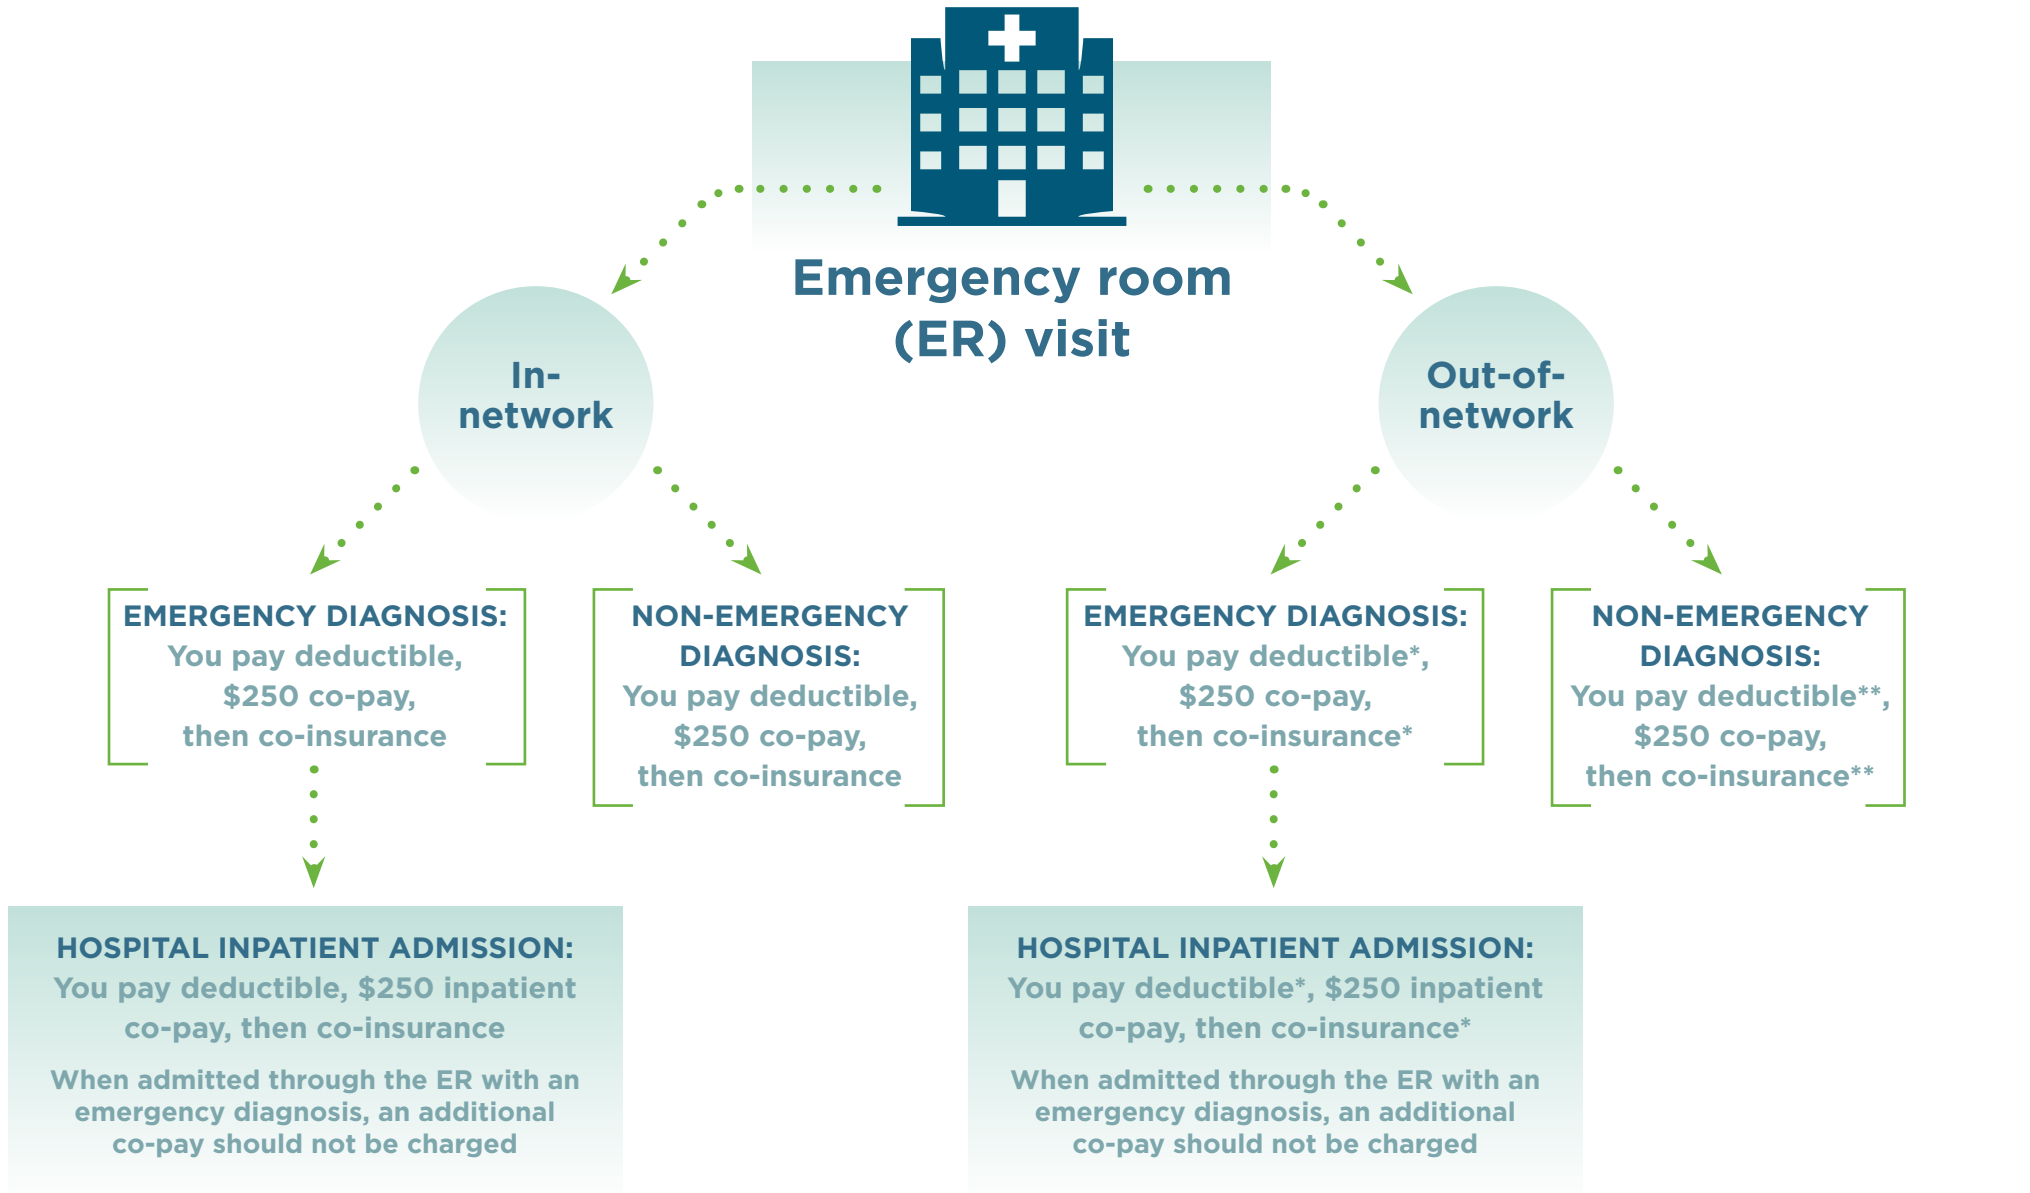 Emergency room
(ER) visit
In-
network
Out-of-
network
EMERGENCY DIAGNOSIS:
You pay deductible,
$250 co-pay,
then co-insurance
NON-EMERGENCY
DIAGNOSIS:
You pay deductible,
$250 co-pay,
then co-insurance
EMERGENCY DIAGNOSIS:
You pay deductible*,
$250 co-pay,
then co-insurance*
NON-EMERGENCY
DIAGNOSIS:
You pay deductible**,
$250 co-pay,
then co-insurance**
HOSPITAL INPATIENT ADMISSION:
You pay deductible, $250 inpatient
co-pay, then co-insurance
When admitted through the ER with an
emergency diagnosis, an additional
co-pay should not be charged
HOSPITAL INPATIENT ADMISSION:
You pay deductible*, $250 inpatient
co-pay, then co-insurance*
When admitted through the ER with an
emergency diagnosis, an additional
co-pay should not be charged